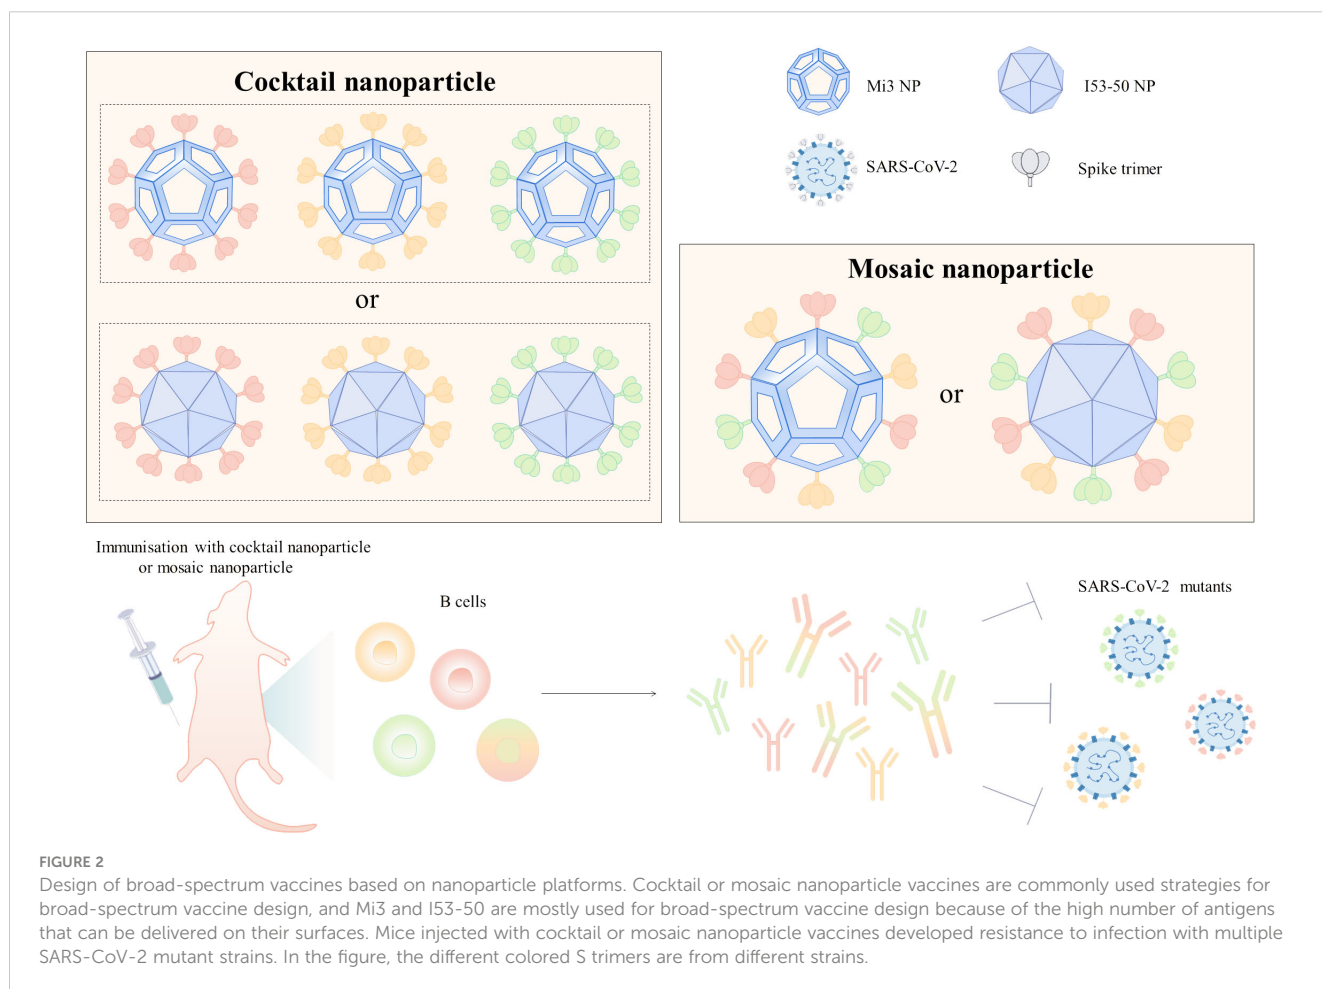 Cocktail nanoparticle
or
Mi3 NP
I53-50 NP
SARS-CoV-2
Spike trimer
Mosaic nanoparticle
or
Immunisation with cocktail nanoparticle
or mosaic nanoparticle
B cells
SARS-CoV-2 mutants
FIGURE 2
Design of broad-spectrum vaccines based on nanoparticle platforms. Cocktail or mosaic nanoparticle vaccines are commonly used strategies for
broad-spectrum vaccine design, and Mi3 and I53-50 are mostly used for broad-spectrum vaccine design because of the high number of antigens
that can be delivered on their surfaces. Mice injected with cocktail or mosaic nanoparticle vaccines developed resistance to infection with multiple
SARS-CoV-2 mutant strains. In the figure, the different colored S trimers are from different strains.